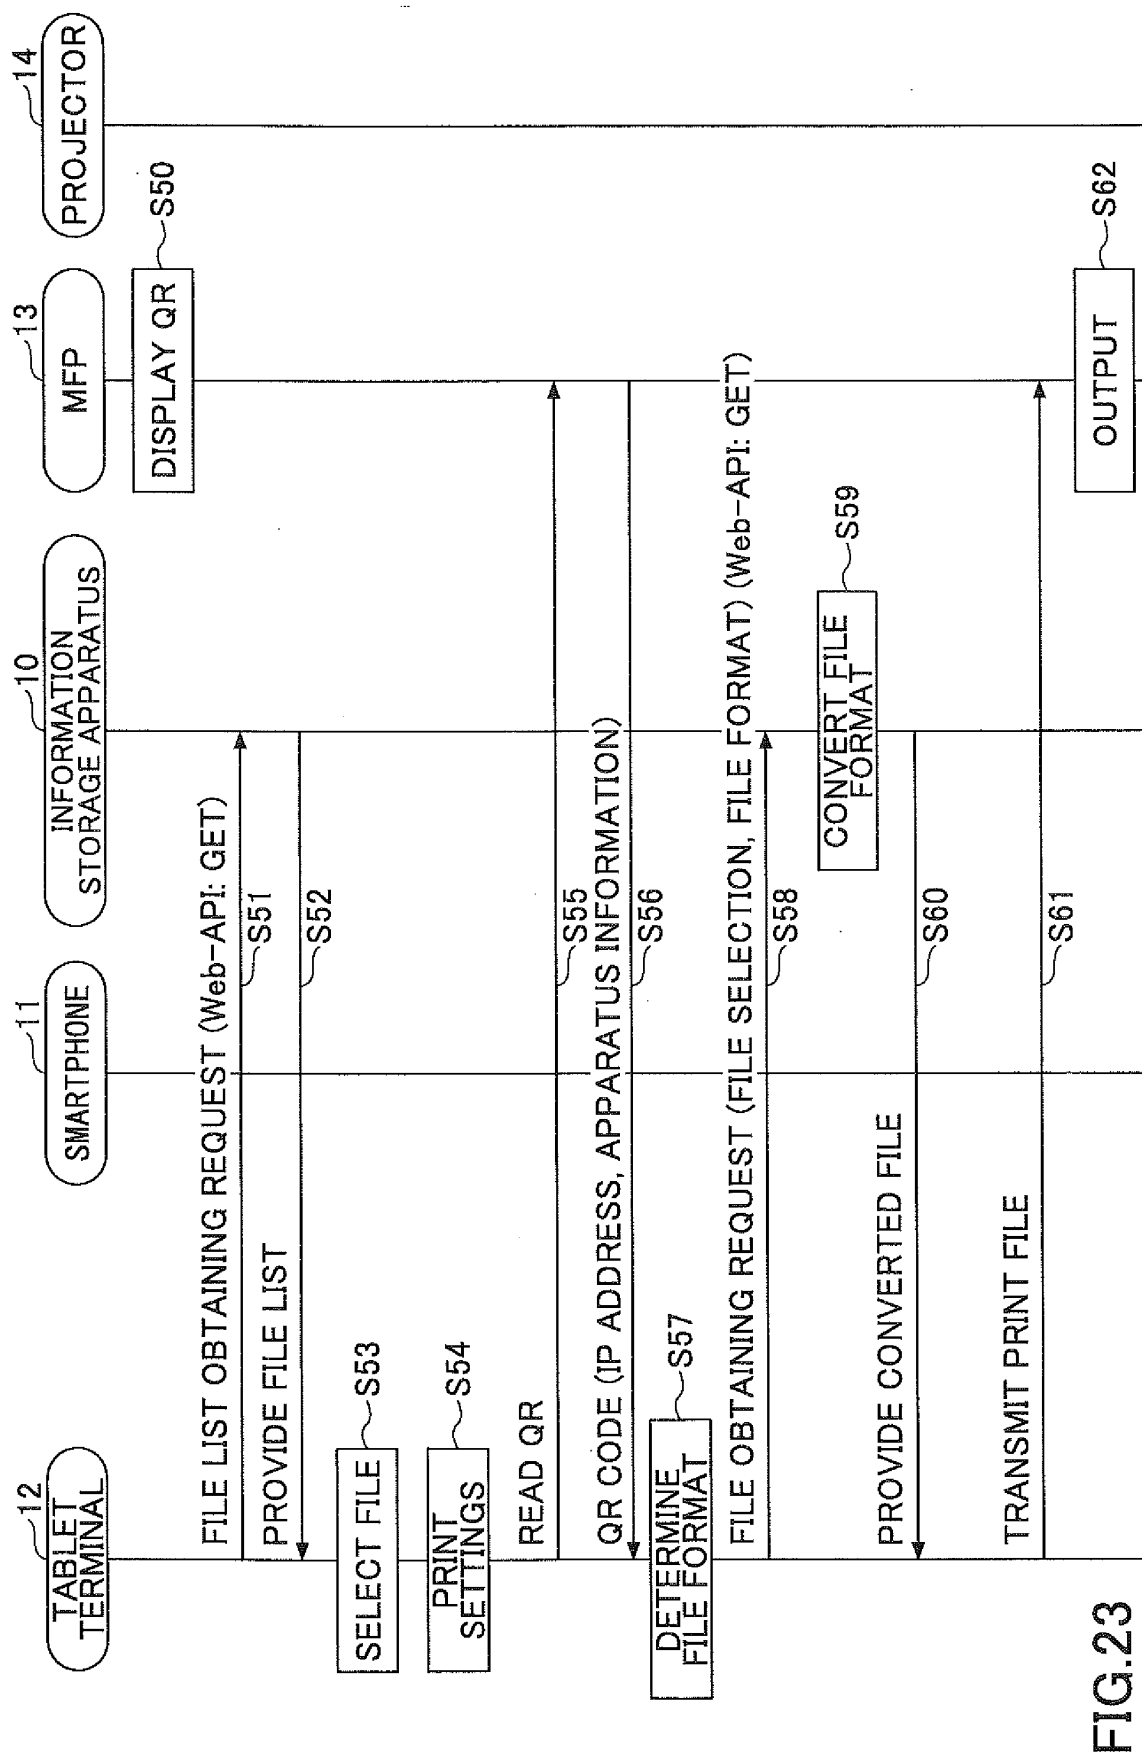 FIG.23
12
TABLET
TERMINAL
11
SMARTPHONE
10
INFORMATION
STORAGE APPARATUS
13
MFP
14
PROJECTOR
DISPLAY QR
S50
FILE LIST OBTAINING REQUEST (Web-API: GET)
S51
PROVIDE FILE LIST
S52
SELECT FILE
S53
PRINT
SETTINGS
S54
READ QR
S55
QR CODE (IP ADDRESS, APPARATUS INFORMATION)
S56
DETERMINE
FILE FORMAT
S57
FILE OBTAINING REQUEST (FILE SELECTION, FILE FORMAT) (Web-API: GET)
S58
CONVERT FILE
FORMAT
S59
PROVIDE CONVERTED FILE
S60
TRANSMIT PRINT FILE
S61
OUTPUT
S62